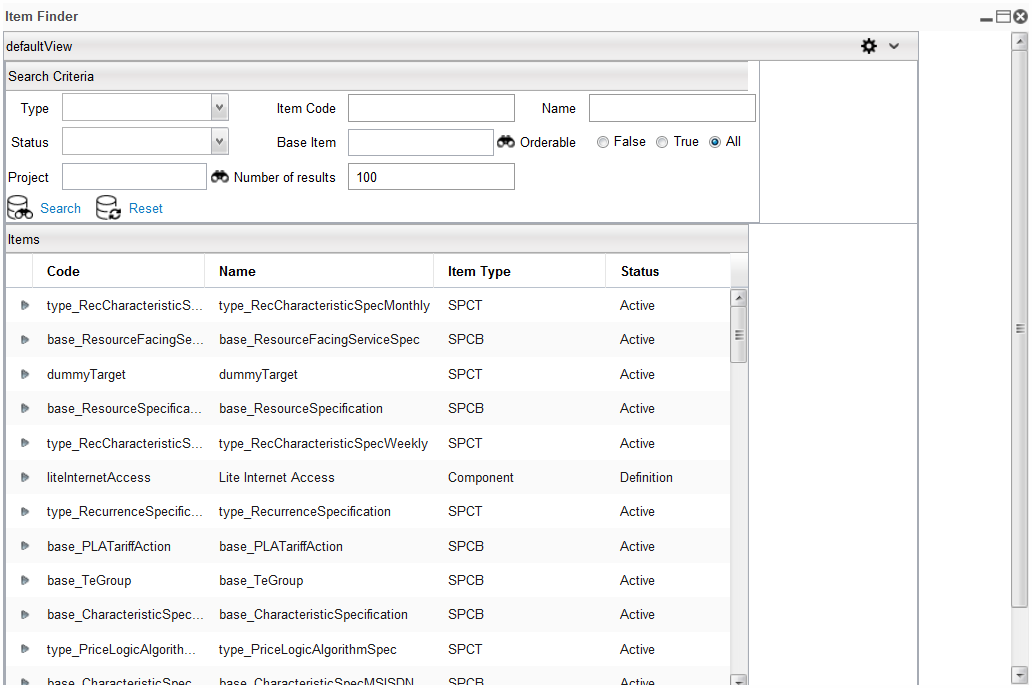 Item Finder
defaultView
Search Criteria
Type Item Code Name
Status Base Item Orderable False True All
Project Number of results 100
Search Reset
Items
Code Name Item Type Status
type_RecCharacteristicS... type_RecCharacteristicSpecMonthly SPCT Active
base_ResourceFacingSe... base_ResourceFacingServiceSpec SPCB Active
dummyTarget dummyTarget SPCT Active
base_ResourceSpecifica... base_ResourceSpecification SPCB Active
type_RecCharacteristicS... type_RecCharacteristicSpecWeekly SPCT Active
liteInternetAccess Lite Internet Access Component Definition
type_RecurrenceSpecific... type_RecurrenceSpecification SPCT Active
base_PLATariffAction base_PLATariffAction SPCB Active
base_TeGroup base_TeGroup SPCB Active
base_CharacteristicSpec... base_CharacteristicSpecification SPCB Active
type_PriceLogicAlgorith... type_PriceLogicAlgorithmSpec SPCT Active
base_CharacteristicSpec... base_CharacteristicSpecMSISDN SPCB Active